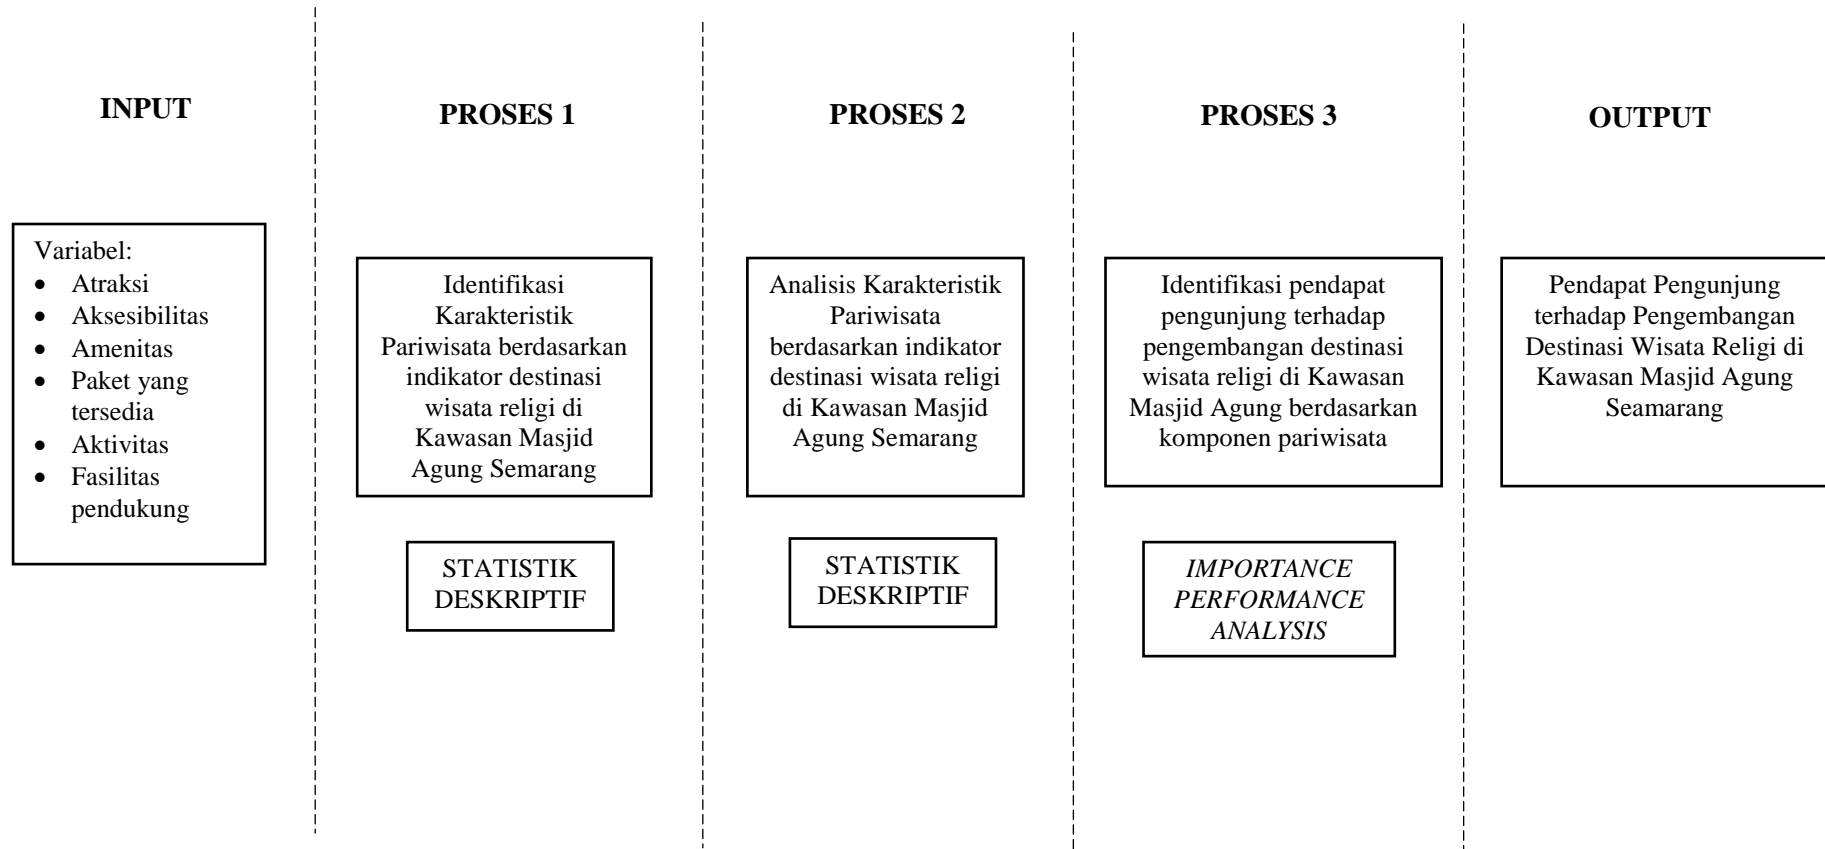 INPUT
PROSES 1
PROSES 2
PROSES 3
OUTPUT
Variabel:
• Atraksi
• Aksesibilitas
• Amenitas
• Paket yang
tersedia
• Aktivitas
• Fasilitas
pendukung
Identifikasi
Karakteristik
Pariwisata berdasarkan
indikator destinasi
wisata religi di
Kawasan Masjid
Agung Semarang
STATISTIK
DESKRIPTIF
Analisis Karakteristik
Pariwisata
berdasarkan indikator
destinasi wisata religi
di Kawasan Masjid
Agung Semarang
STATISTIK
DESKRIPTIF
Identifikasi pendapat
pengunjung terhadap
pengembangan destinasi
wisata religi di Kawasan
Masjid Agung berdasarkan
komponen pariwisata
IMPORTANCE
PERFORMANCE
ANALYSIS
Pendapat Pengunjung
terhadap Pengembangan
Destinasi Wisata Religi di
Kawasan Masjid Agung
Seamarang